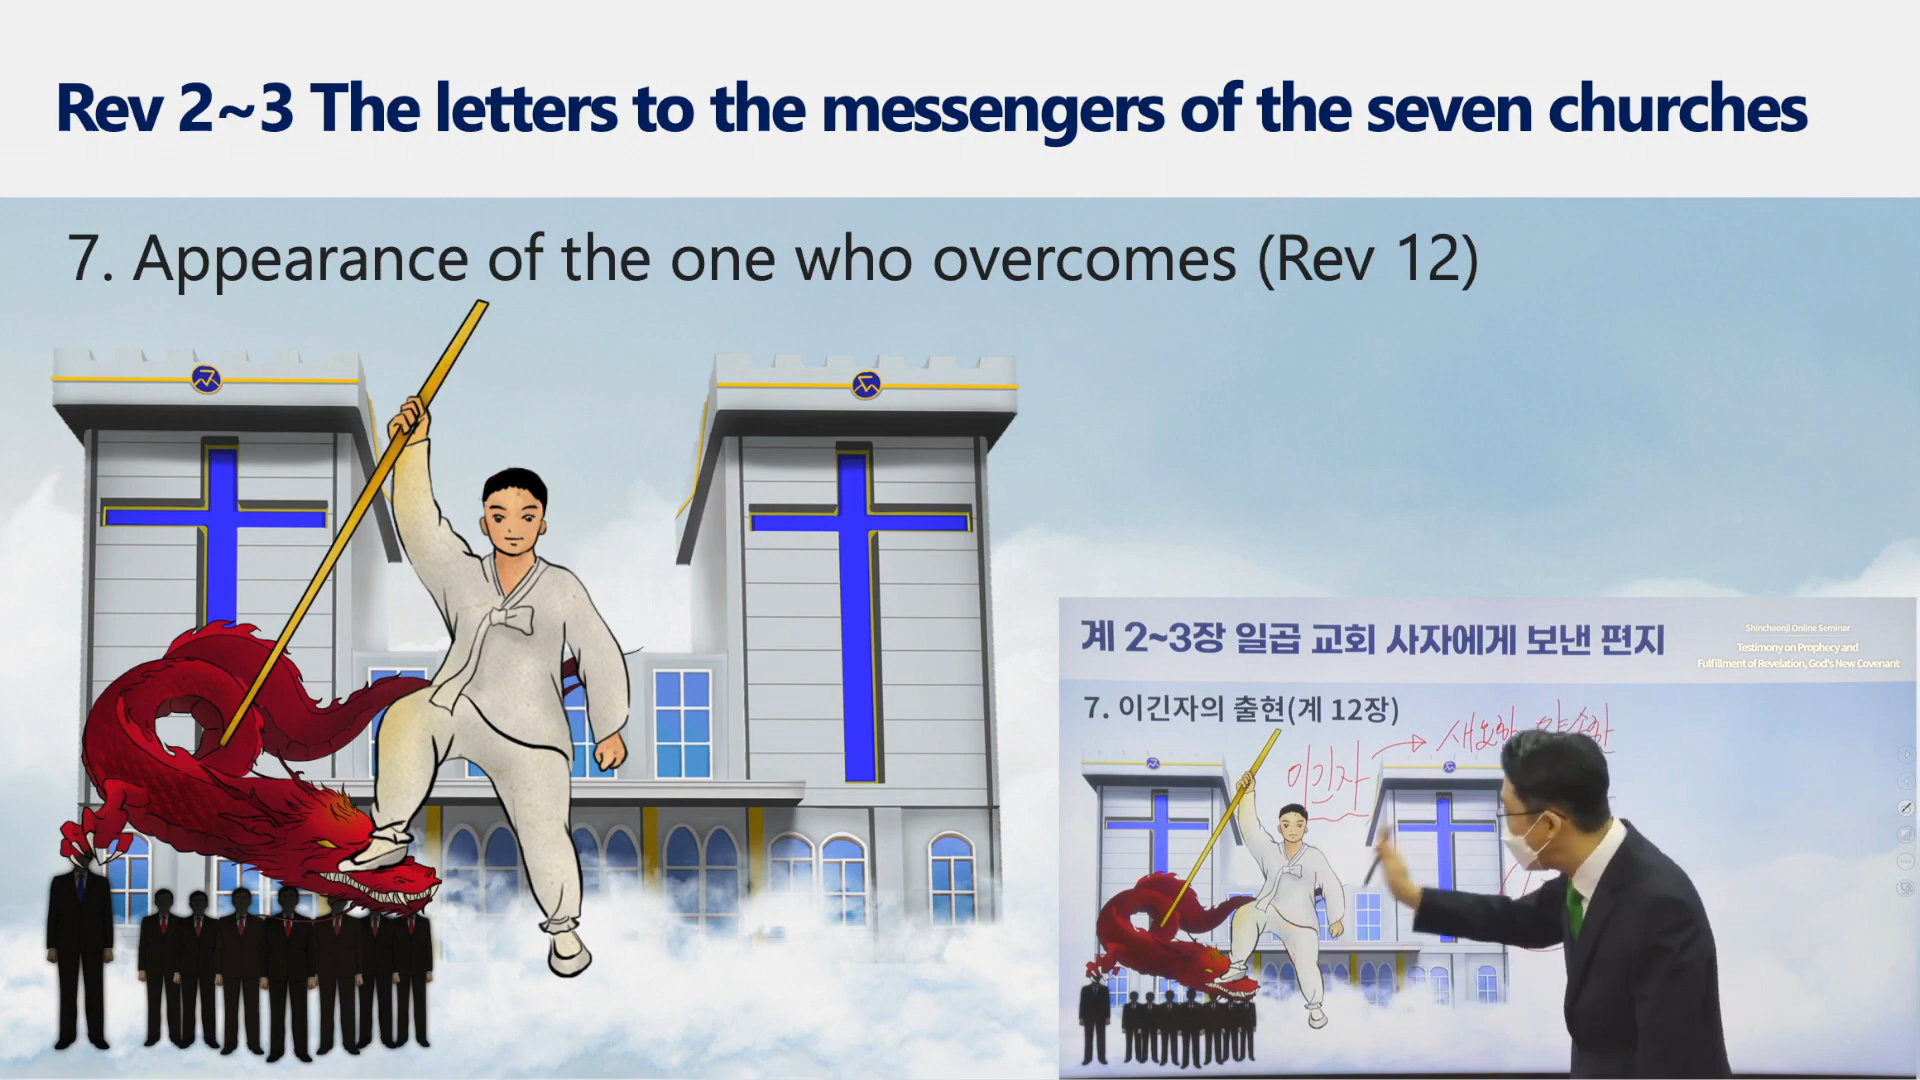 Rev 2~3 The letters to the messengers of the seven churches
7. Appearance of the one who overcomes (Rev 12)
계 2~3장 일곱 교회 사자에게 보낸 편지
Shincheonji Online Seminar
Testimony on Prophecy and
Fulfillment of Revelation, God's New Covenant
7. 이긴자의 출현(계 12장)
이긴자